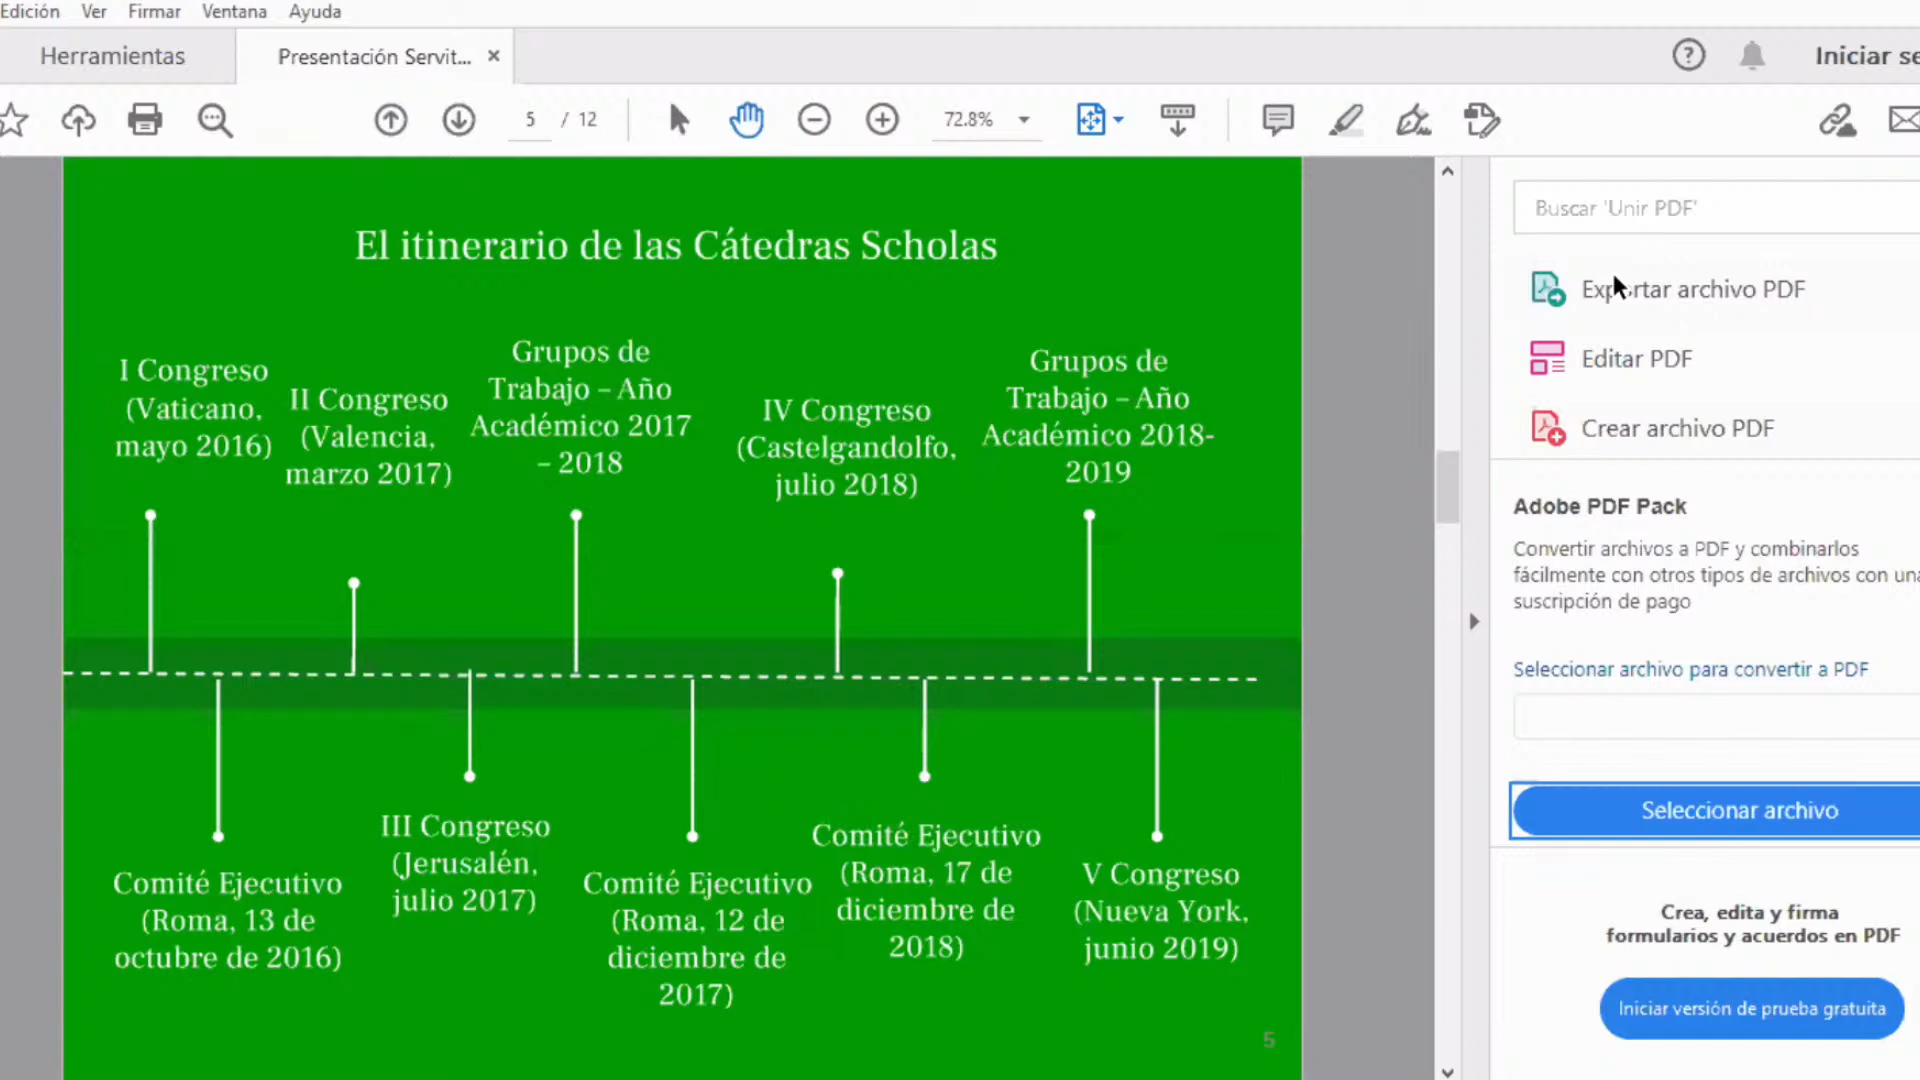 Edición Ver Firmar Ventana Ayuda
Herramientas
Presentación Servit...
Iniciar se
5 / 12
72.8%
El itinerario de las Cátedras Scholas
I Congreso
(Vaticano,
mayo 2016)
II Congreso
(Valencia,
marzo 2017)
Grupos de
Trabajo – Año
Académico 2017
– 2018
IV Congreso
(Castelgandolfo,
julio 2018)
Grupos de
Trabajo – Año
Académico 2018-
2019
Comité Ejecutivo
(Roma, 13 de
octubre de 2016)
III Congreso
(Jerusalén,
julio 2017)
Comité Ejecutivo
(Roma, 12 de
diciembre de
2017)
Comité Ejecutivo
(Roma, 17 de
diciembre de
2018)
V Congreso
(Nueva York,
junio 2019)
5
Buscar 'Unir PDF'
Exportar archivo PDF
Editar PDF
Crear archivo PDF
Adobe PDF Pack
Convertir archivos a PDF y combinarlos
fácilmente con otros tipos de archivos con una
suscripción de pago
Seleccionar archivo para convertir a PDF
Seleccionar archivo
Crea, edita y firma
formularios y acuerdos en PDF
Iniciar versión de prueba gratuita